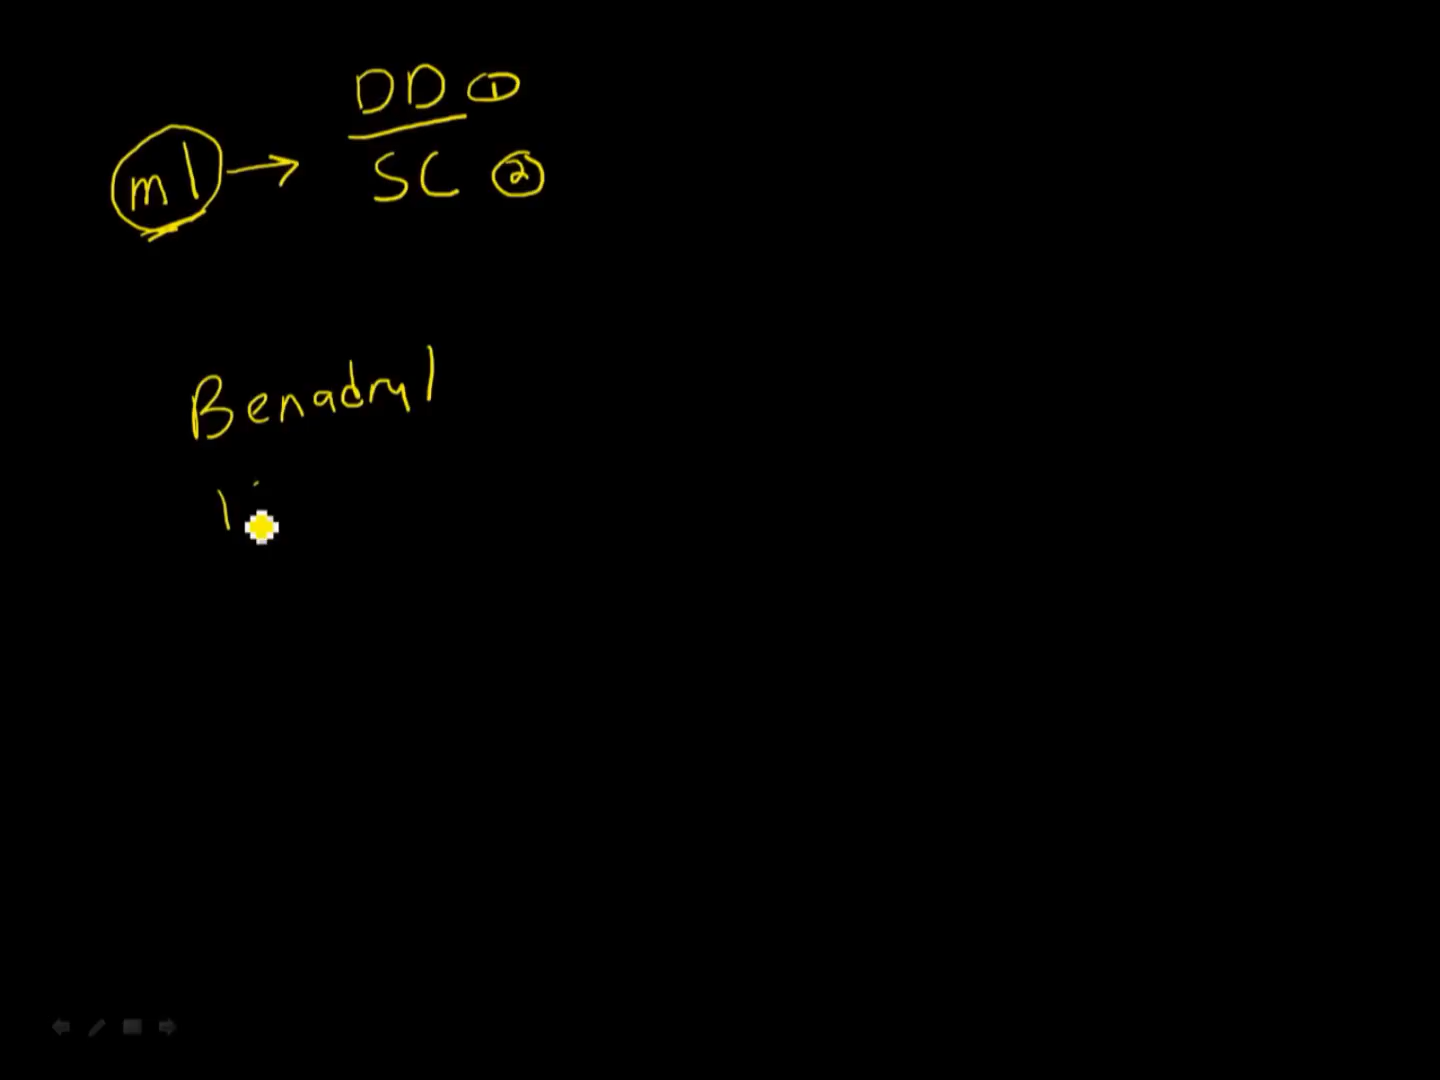 DD ①
ml →
SC ②
Benadryl